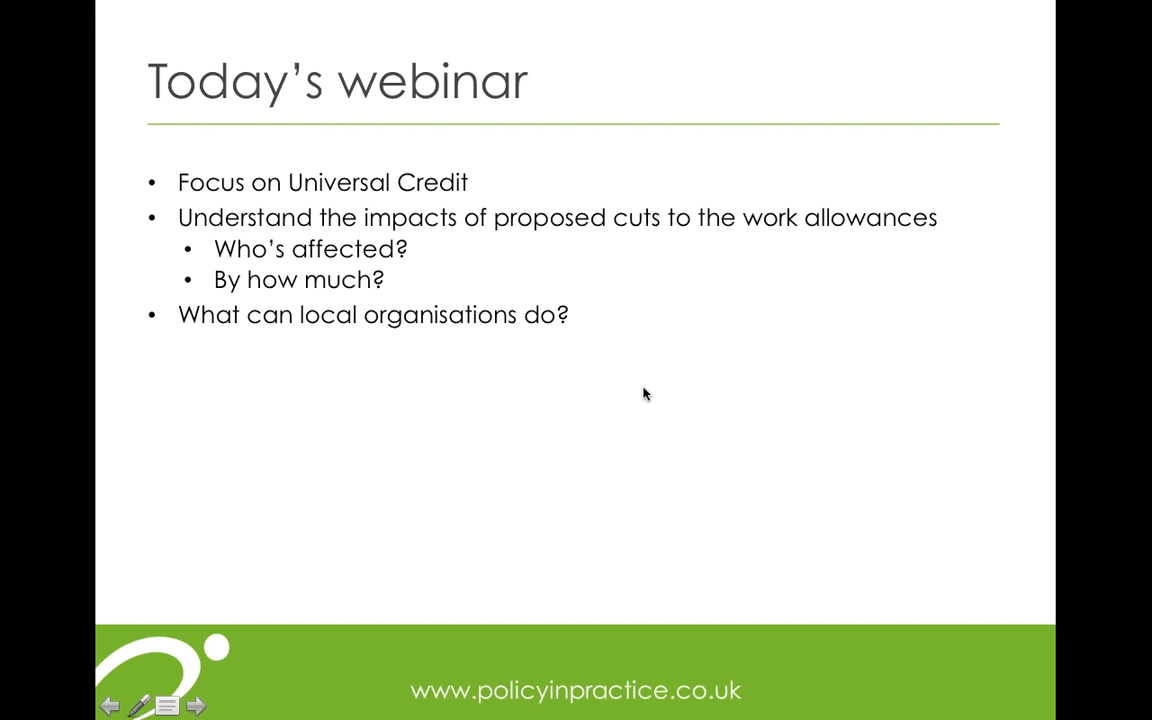 Today’s webinar
• Focus on Universal Credit
• Understand the impacts of proposed cuts to the work allowances
• Who’s affected?
• By how much?
• What can local organisations do?
www.policyinpractice.co.uk